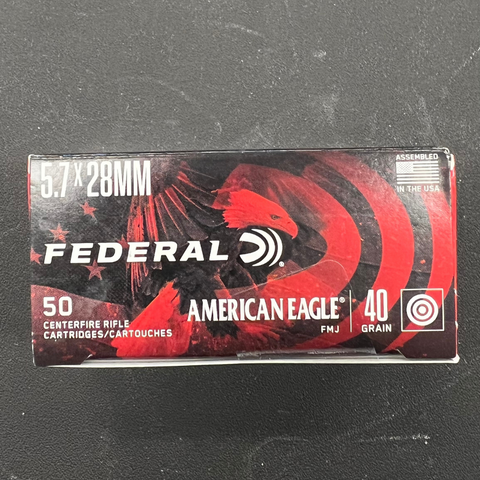 ASSEMBLED
IN THE USA
5.7x28MM
FEDERAL®
50
CENTERFIRE RIFLE
CARTRIDGES/CARTOUCHES
AMERICAN EAGLE®
FMJ
40
GRAIN